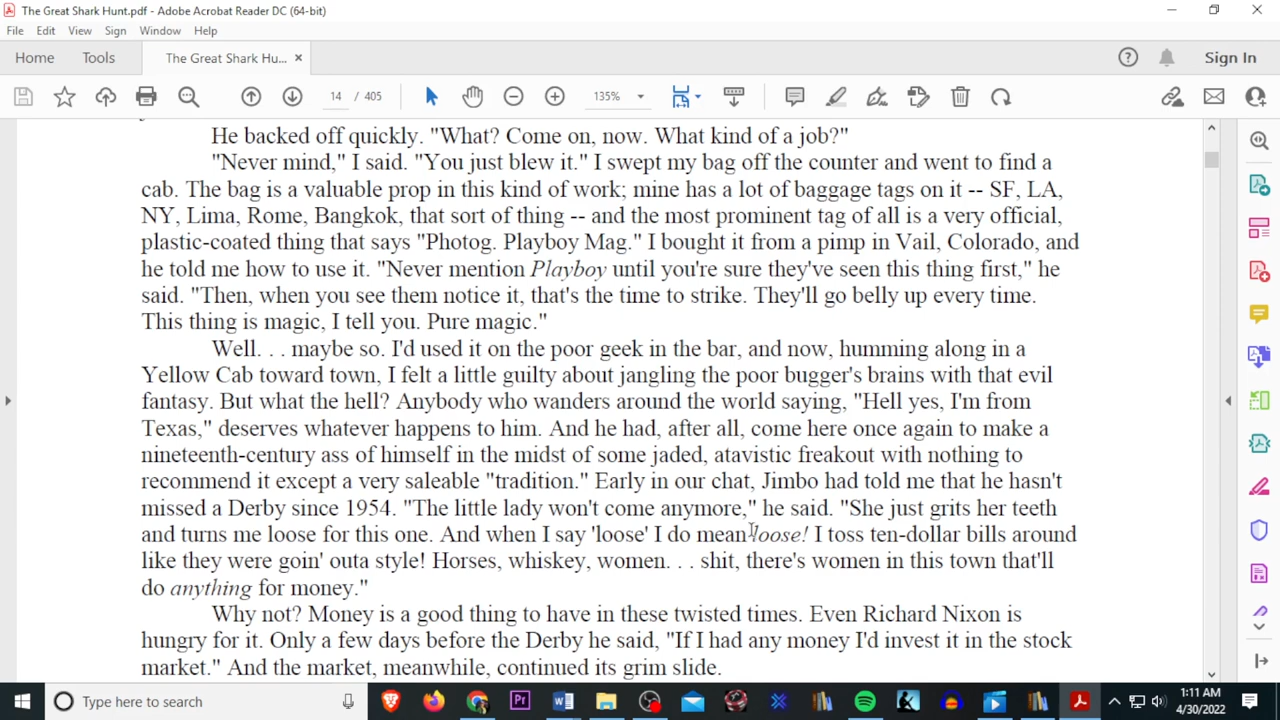 The Great Shark Hunt.pdf - Adobe Acrobat Reader DC (64-bit)
File Edit View Sign Window Help
Home Tools The Great Shark Hu... × Sign In
14 / 405 135%
He backed off quickly. "What? Come on, now. What kind of a job?"
"Never mind," I said. "You just blew it." I swept my bag off the counter and went to find a
cab. The bag is a valuable prop in this kind of work; mine has a lot of baggage tags on it -- SF, LA,
NY, Lima, Rome, Bangkok, that sort of thing -- and the most prominent tag of all is a very official,
plastic-coated thing that says "Photog. Playboy Mag." I bought it from a pimp in Vail, Colorado, and
he told me how to use it. "Never mention Playboy until you're sure they've seen this thing first," he
said. "Then, when you see them notice it, that's the time to strike. They'll go belly up every time.
This thing is magic, I tell you. Pure magic."
Well. . . maybe so. I'd used it on the poor geek in the bar, and now, humming along in a
Yellow Cab toward town, I felt a little guilty about jangling the poor bugger's brains with that evil
fantasy. But what the hell? Anybody who wanders around the world saying, "Hell yes, I'm from
Texas," deserves whatever happens to him. And he had, after all, come here once again to make a
nineteenth-century ass of himself in the midst of some jaded, atavistic freakout with nothing to
recommend it except a very saleable "tradition." Early in our chat, Jimbo had told me that he hasn't
missed a Derby since 1954. "The little lady won't come anymore," he said. "She just grits her teeth
and turns me loose for this one. And when I say 'loose' I do mean loose! I toss ten-dollar bills around
like they were goin' outa style! Horses, whiskey, women. . . shit, there's women in this town that'll
do anything for money."
Why not? Money is a good thing to have in these twisted times. Even Richard Nixon is
hungry for it. Only a few days before the Derby he said, "If I had any money I'd invest it in the stock
market." And the market, meanwhile, continued its grim slide.
Type here to search
1:11 AM
4/30/2022